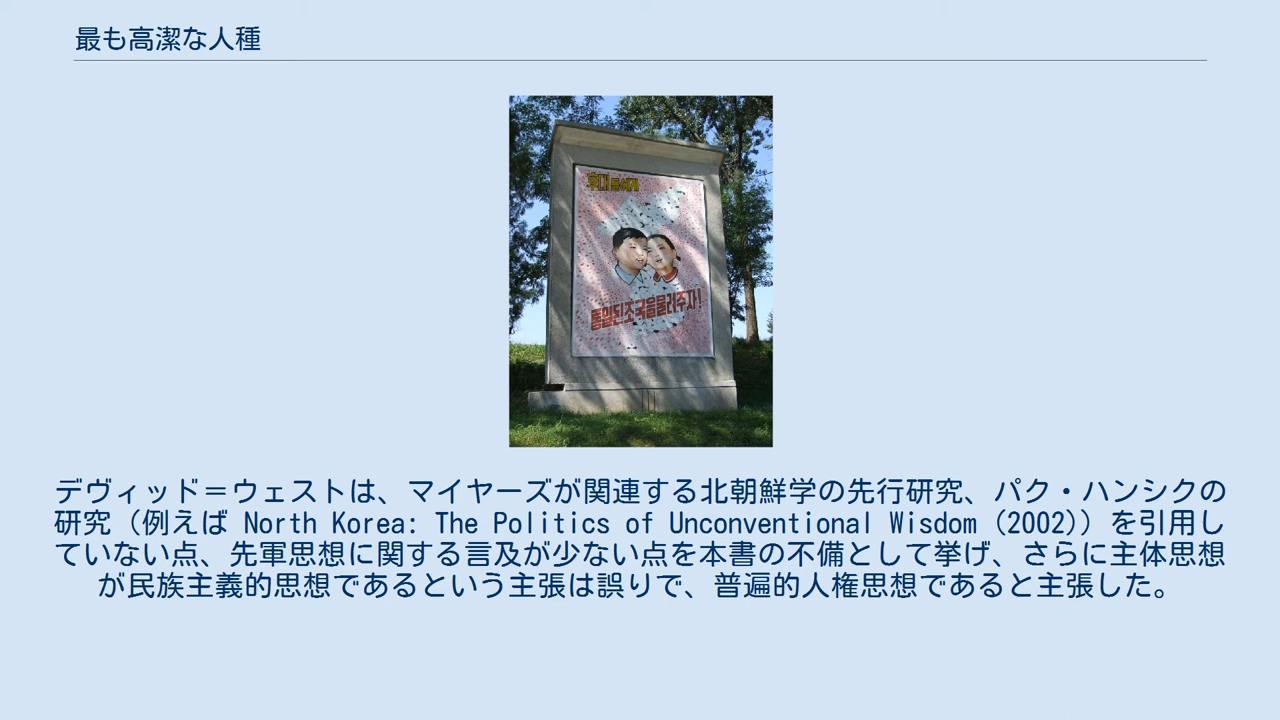 最も高潔な人種
후대들에게
통일된조국을물려주자!
デヴィッド＝ウェストは、マイヤーズが関連する北朝鮮学の先行研究、パク・ハンシクの
研究（例えば North Korea: The Politics of Unconventional Wisdom (2002)）を引用し
ていない点、先軍思想に関する言及が少ない点を本書の不備として挙げ、さらに主体思想
が民族主義的思想であるという主張は誤りで、普遍的人権思想であると主張した。